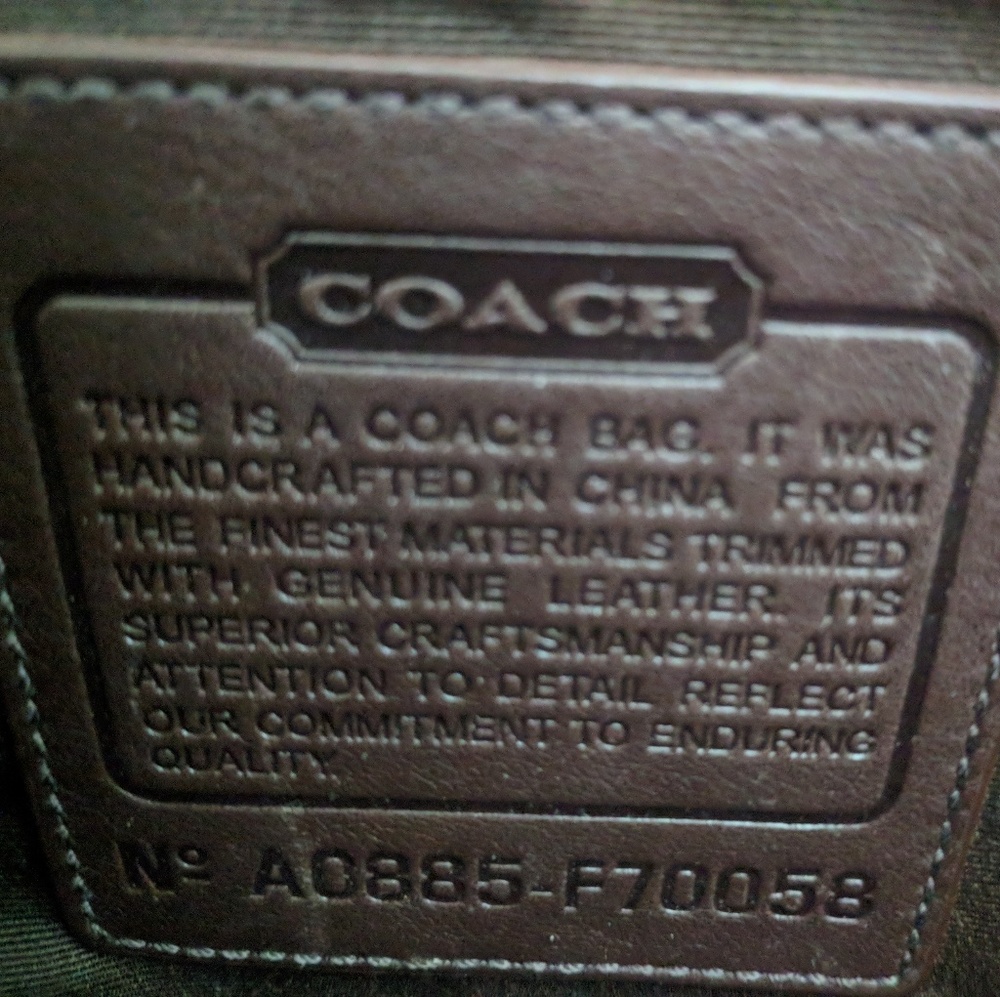 COACH
THIS IS A COACH BAG. IT WAS
HANDCRAFTED IN CHINA FROM
THE FINEST MATERIALS TRIMMED
WITH GENUINE LEATHER. ITS
SUPERIOR CRAFTSMANSHIP AND
ATTENTION TO DETAIL REFLECT
OUR COMMITMENT TO ENDURING
QUALITY.
Nº A0885-F70058